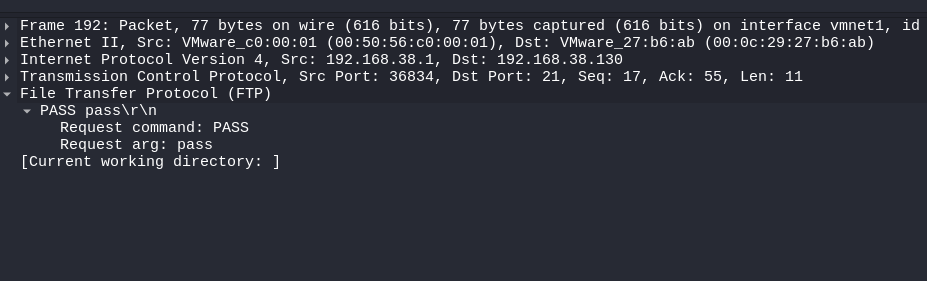 Frame 192: Packet, 77 bytes on wire (616 bits), 77 bytes captured (616 bits) on interface vmnet1, id
Ethernet II, Src: VMware_c0:00:01 (00:50:56:c0:00:01), Dst: VMware_27:b6:ab (00:0c:29:27:b6:ab)
Internet Protocol Version 4, Src: 192.168.38.1, Dst: 192.168.38.130
Transmission Control Protocol, Src Port: 36834, Dst Port: 21, Seq: 17, Ack: 55, Len: 11
File Transfer Protocol (FTP)
PASS pass\r\n
Request command: PASS
Request arg: pass
[Current working directory: ]